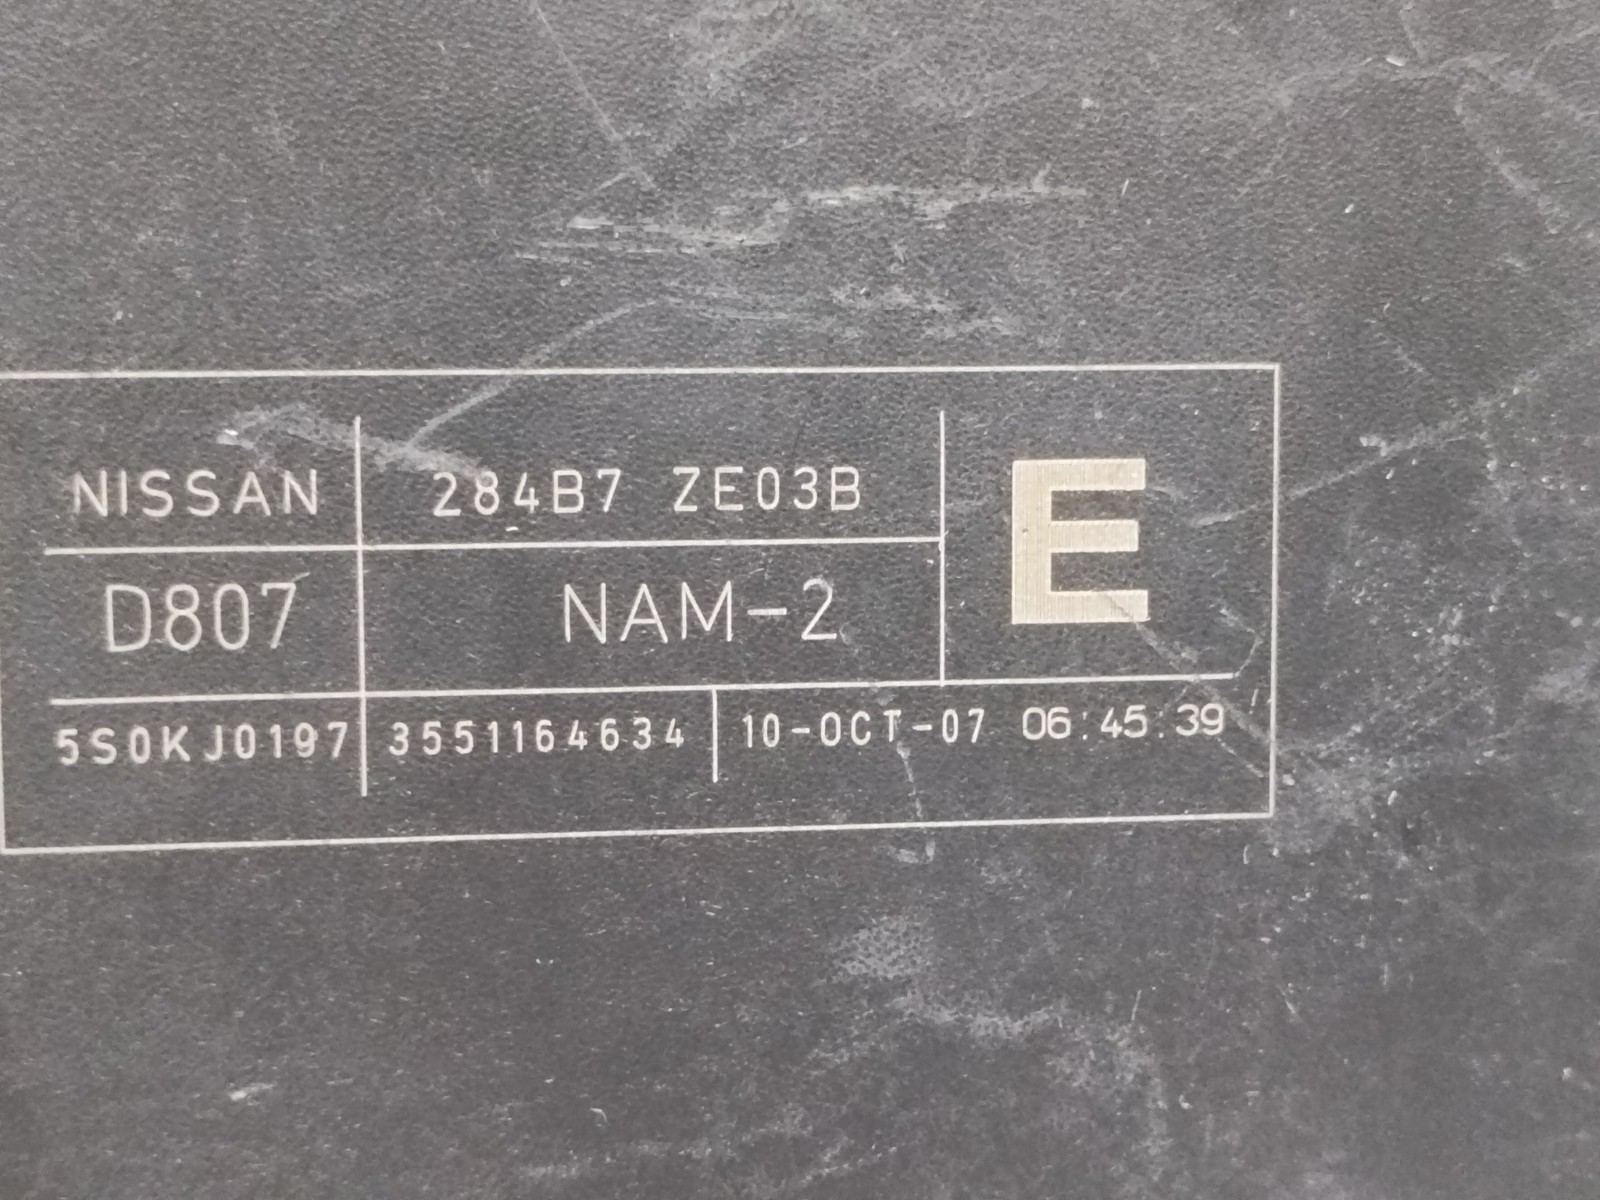 NISSAN 284B7 ZE03B E
D807 NAM-2
5S0KJ0197 3551164634 10-OCT-07 06:45:39